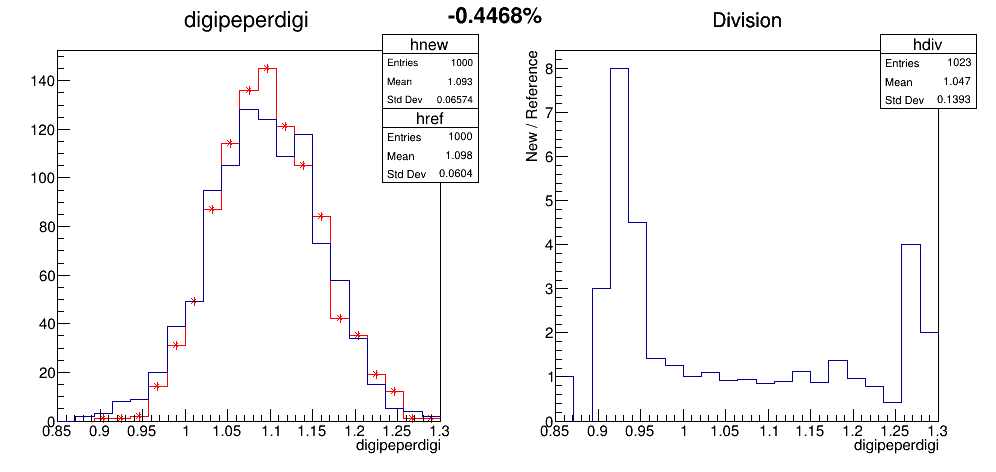 digipeperdigi
-0.4468%
Division
hnew
Entries 1000
Mean 1.093
Std Dev 0.06574
href
Entries 1000
Mean 1.098
Std Dev 0.0604
140
120
100
80
60
40
20
0
0.85 0.9 0.95 1 1.05 1.1 1.15 1.2 1.25 1.3
digipeperdigi
hdiv
Entries 1023
Mean 1.047
Std Dev 0.1393
New / Reference
8
7
6
5
4
3
2
1
0
0.85 0.9 0.95 1 1.05 1.1 1.15 1.2 1.25 1.3
digipeperdigi